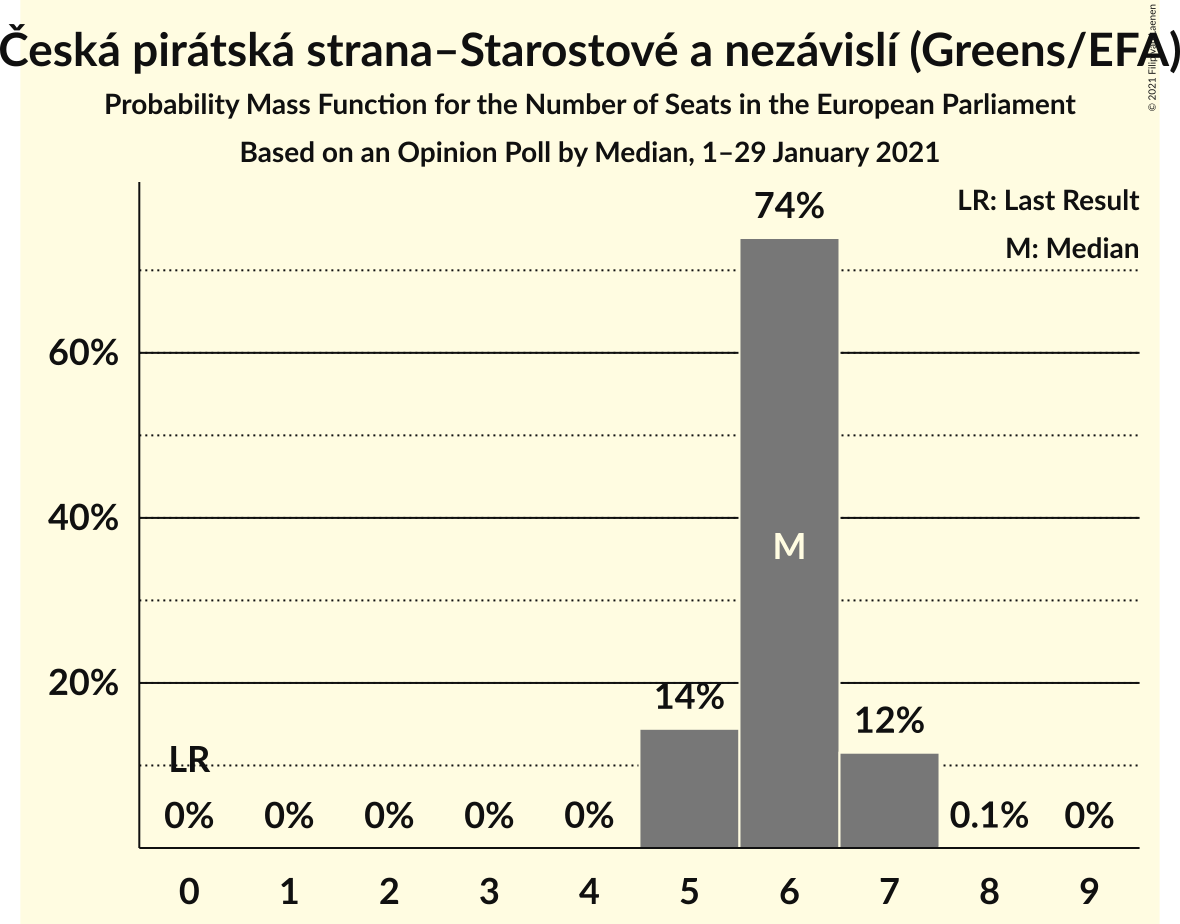 Česká pirátská strana–Starostové a nezávislí (Greens/EFA)
Probability Mass Function for the Number of Seats in the European Parliament
Based on an Opinion Poll by Median, 1–29 January 2021
© 2021
LR: Last Result
M: Median
74%
60%
40%
M
20%
14%
12%
LR
0% 0% 0% 0% 0% 0.1% 0%
0 1 2 3 4 5 6 7 8 9